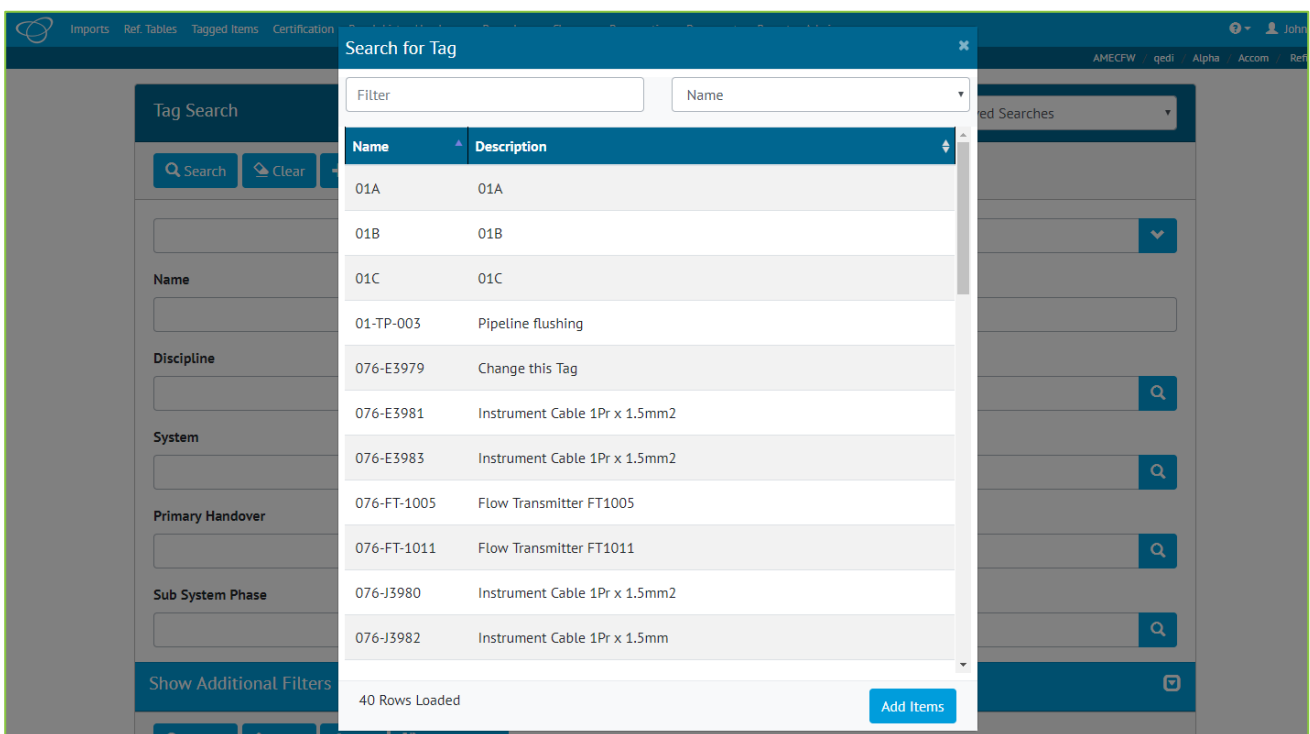 Imports Ref. Tables Tagged Items Certification
John
AMECFW / qedi / Alpha / Accom / Refi
Search for Tag
Tag Search
ed Searches
Filter
Name
Search
Clear
Name Description
01A 01A
01B 01B
01C 01C
01-TP-003 Pipeline flushing
076-E3979 Change this Tag
076-E3981 Instrument Cable 1Pr x 1.5mm2
076-E3983 Instrument Cable 1Pr x 1.5mm2
076-FT-1005 Flow Transmitter FT1005
076-FT-1011 Flow Transmitter FT1011
076-J3980 Instrument Cable 1Pr x 1.5mm2
076-J3982 Instrument Cable 1Pr x 1.5mm
Name
Discipline
System
Primary Handover
Sub System Phase
Show Additional Filters
40 Rows Loaded
Add Items